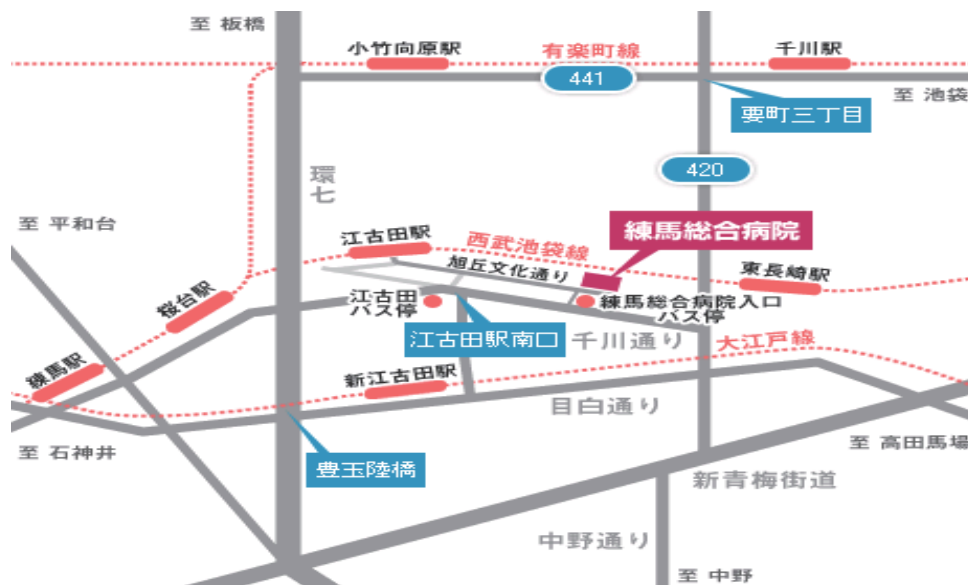 至 板橋
小竹向原駅
有楽町線
千川駅
441
至 池袋
要町三丁目
420
環七
至 平和台
練馬総合病院
江古田駅
西武池袋線
旭丘文化通り
東長崎駅
桜台駅
江古田
バス停
練馬総合病院入口
バス停
江古田駅南口
千川通り
大江戸線
練馬駅
新江古田駅
目白通り
至 石神井
豊玉陸橋
至 高田馬場
新青梅街道
中野通り
至 中野